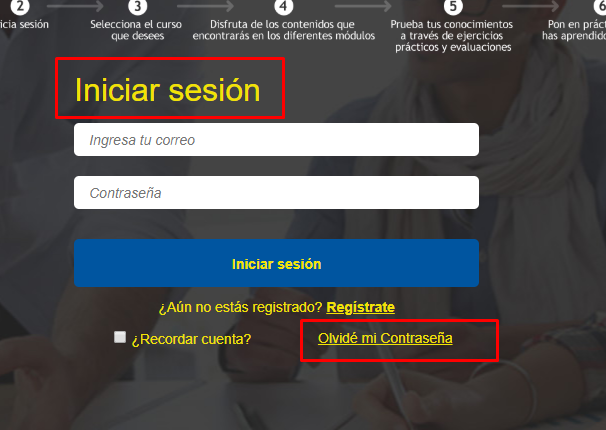 2 3 4 5 6
icia sesión
Selecciona el curso
que desees
Disfruta de los contenidos que
encontrarás en los diferentes módulos
Prueba tus conocimientos
a través de ejercicios
prácticos y evaluaciones
Pon en práct
has aprendido
Iniciar sesión
Ingresa tu correo
Contraseña
Iniciar sesión
¿Aún no estás registrado? Regístrate
¿Recordar cuenta?
Olvidé mi Contraseña